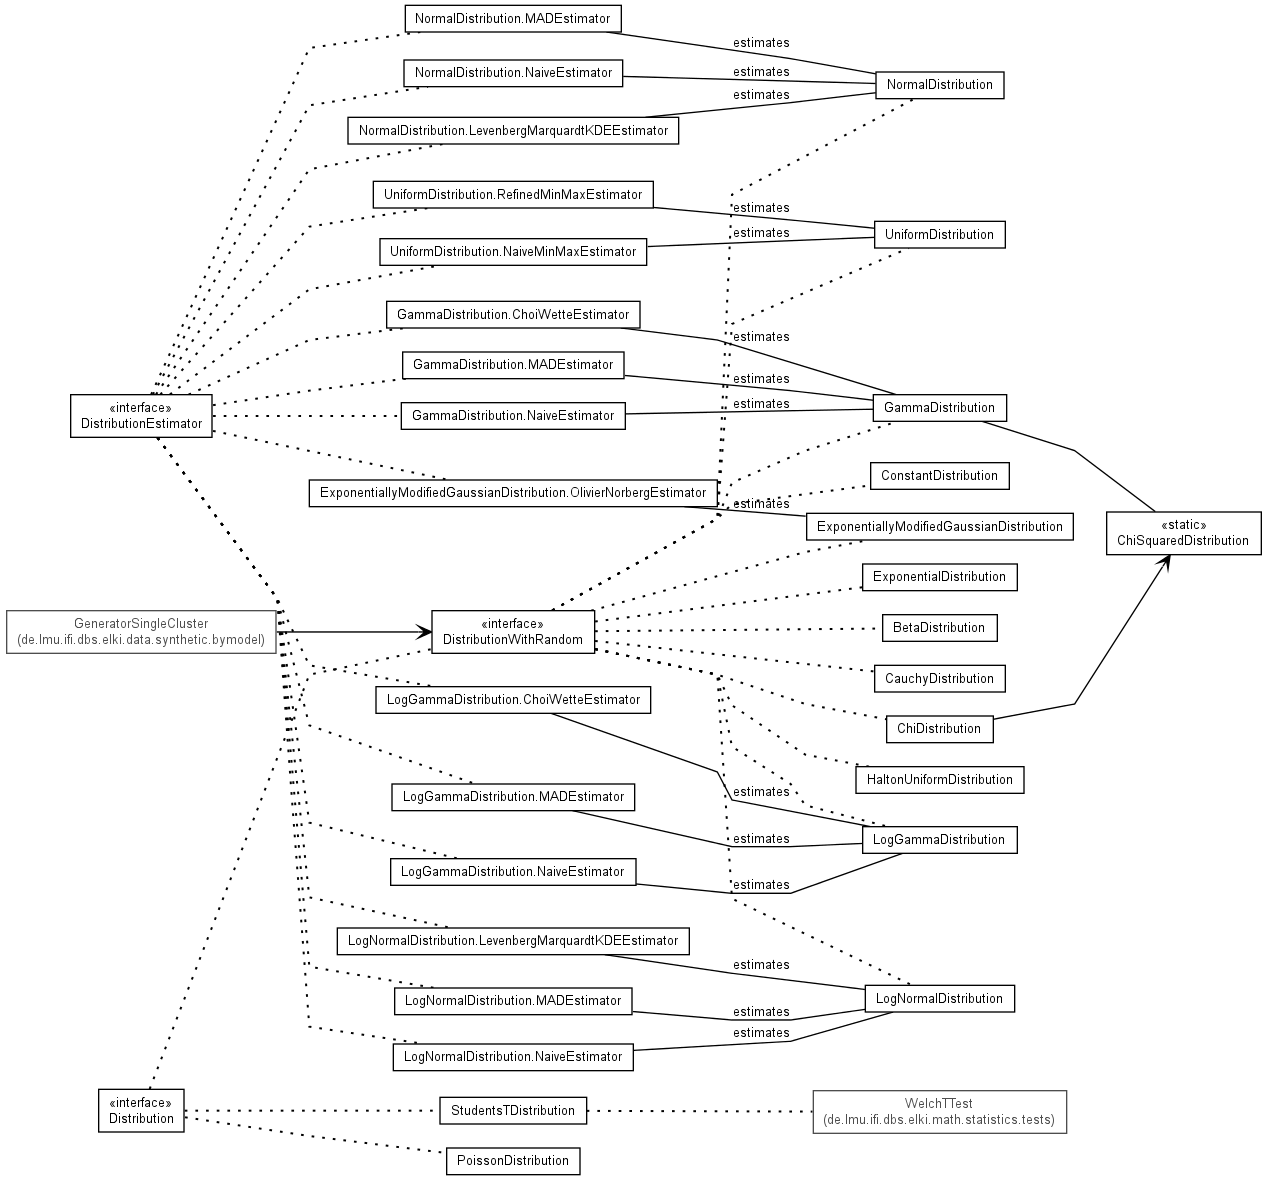 NormalDistribution.MADEstimator
estimates
NormalDistribution.NaiveEstimator
estimates
NormalDistribution
estimates
NormalDistribution.LevenbergMarquardtKDEEstimator
UniformDistribution.RefinedMinMaxEstimator
estimates
UniformDistribution
estimates
UniformDistribution.NaiveMinMaxEstimator
GammaDistribution.ChoiWetteEstimator
estimates
GammaDistribution.MADEstimator
estimates
«interface»
DistributionEstimator
GammaDistribution.NaiveEstimator
estimates
GammaDistribution
ConstantDistribution
ExponentiallyModifiedGaussianDistribution.OlivierNorbergEstimator
estimates
ExponentiallyModifiedGaussianDistribution
«static»
ChiSquaredDistribution
ExponentialDistribution
GeneratorSingleCluster
(de.lmu.ifi.dbs.elki.data.synthetic.bymodel)
«interface»
DistributionWithRandom
BetaDistribution
CauchyDistribution
LogGammaDistribution.ChoiWetteEstimator
ChiDistribution
HaltonUniformDistribution
LogGammaDistribution.MADEstimator
estimates
estimates
LogGammaDistribution
LogGammaDistribution.NaiveEstimator
estimates
LogNormalDistribution.LevenbergMarquardtKDEEstimator
estimates
LogNormalDistribution.MADEstimator
estimates
LogNormalDistribution
LogNormalDistribution.NaiveEstimator
estimates
«interface»
Distribution
StudentsTDistribution
WelchTTest
(de.lmu.ifi.dbs.elki.math.statistics.tests)
PoissonDistribution